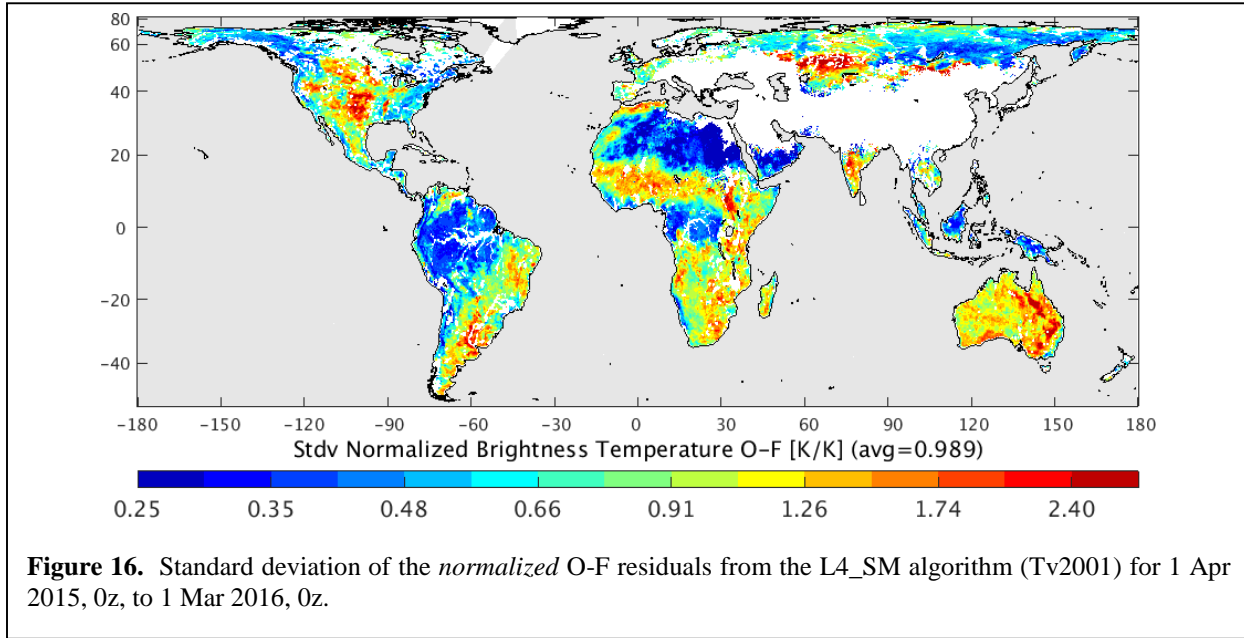 80
60
40
20
0
−20
−40
−180 −150 −120 −90 −60 −30 0 30 60 90 120 150 180
Stdv Normalized Brightness Temperature O−F [K/K] (avg=0.989)
0.25 0.35 0.48 0.66 0.91 1.26 1.74 2.40
Figure 16. Standard deviation of the normalized O-F residuals from the L4_SM algorithm (Tv2001) for 1 Apr
2015, 0z, to 1 Mar 2016, 0z.